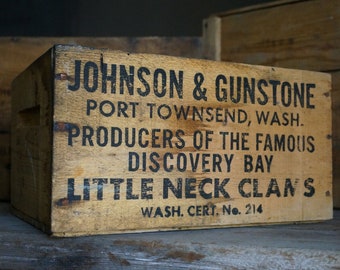 JOHNSON & GUNSTONE
PORT TOWNSEND, WASH.
PRODUCERS OF THE FAMOUS
DISCOVERY BAY
LITTLE NECK CLAMS
WASH. CERT. No. 214